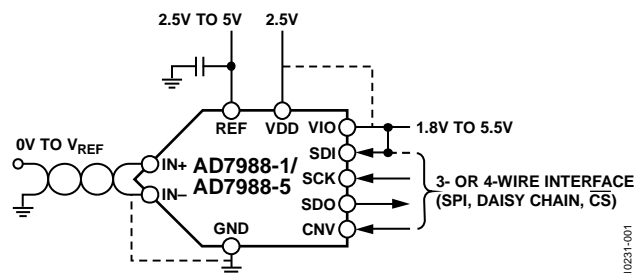 2.5V TO 5V 2.5V
REF VDD VIO 1.8V TO 5.5V
0V TO VREF
SDI
IN+ AD7988-1/
SCK 3- OR 4-WIRE INTERFACE
IN– AD7988-5
SDO (SPI, DAISY CHAIN, CS)
GND CNV
10231-001